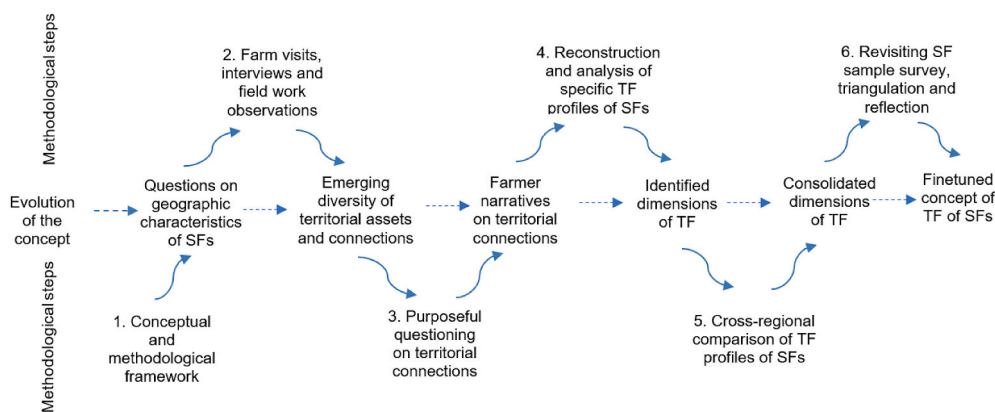 Methodological steps
2. Farm visits,
interviews and
field work
observations
4. Reconstruction
and analysis of
specific TF
profiles of SFs
6. Revisiting SF
sample survey,
triangulation and
reflection
Evolution
of the
concept
Questions on
geographic
characteristics
of SFs
Emerging
diversity of
territorial assets
and connections
Farmer
narratives
on territorial
connections
Identified
dimensions
of TF
Consolidated
dimensions
of TF
Finetuned
concept of
TF of SFs
Methodological steps
1. Conceptual
and
methodological
framework
3. Purposeful
questioning
on territorial
connections
5. Cross-regional
comparison of TF
profiles of SFs